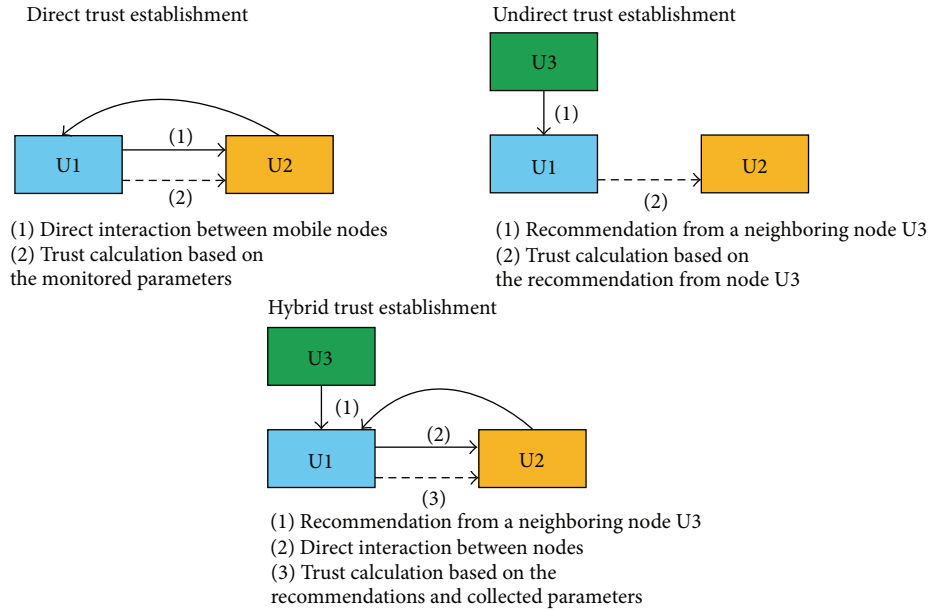 Direct trust establishment
U1
(1)
U2
(2)
(1) Direct interaction between mobile nodes
(2) Trust calculation based on
the monitored parameters
Undirect trust establishment
U3
(1)
U1
U2
(2)
(1) Recommendation from a neighboring node U3
(2) Trust calculation based on
the recommendation from node U3
Hybrid trust establishment
U3
(1)
U1
(2)
U2
(3)
(1) Recommendation from a neighboring node U3
(2) Direct interaction between nodes
(3) Trust calculation based on the
recommendations and collected parameters